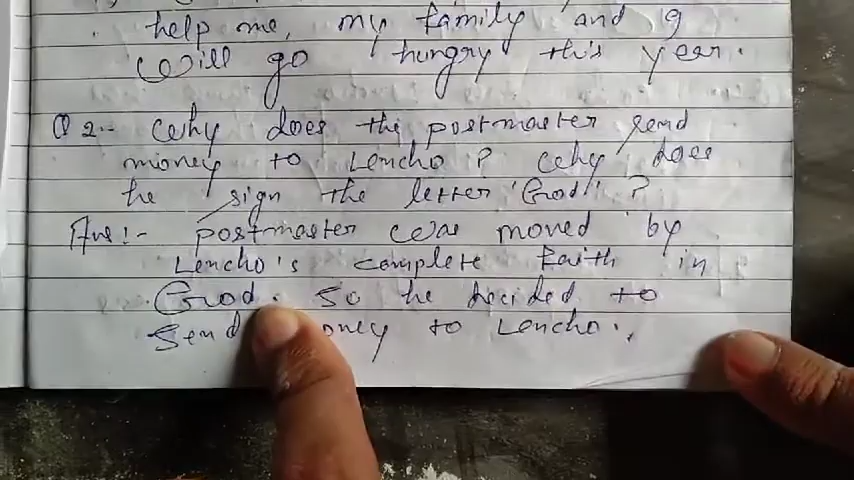 help me, my family and I
will go hungry this year.
Q 2:- Why does the postmaster send
money to Lencho? Why does
he sign the letter 'God' ?
Ans:- Postmaster was moved by
Lencho's complete faith in
God. So he decided to
Send money to Lencho.